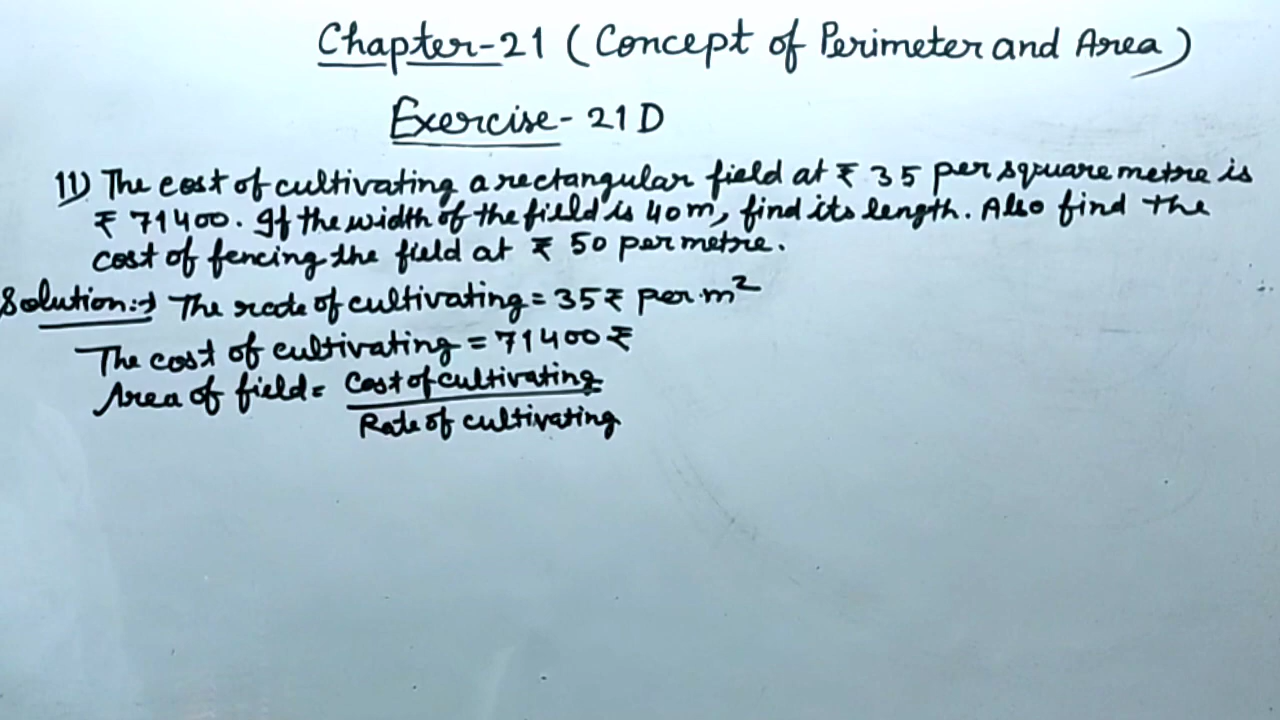 Chapter-21 (Concept of Perimeter and Area)
Exercise- 21D
11) The cost of cultivating a rectangular field at ₹ 35 per square metre is
₹ 71400. If the width of the field is 40m, find its length. Also find the
cost of fencing the field at ₹ 50 per metre.
Solution:→ The rate of cultivating = 35₹ per m²
The cost of cultivating = 71400 ₹
Area of field = Cost of cultivating
Rate of cultivating